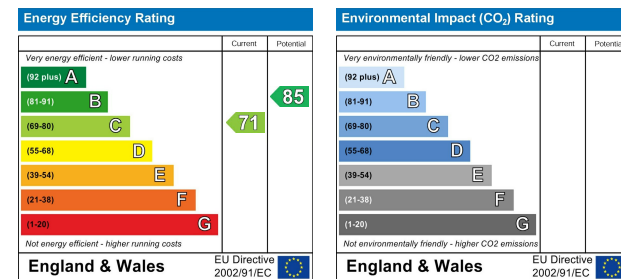 Energy Efficiency Rating
Current Potential
Very energy efficient - lower running costs
(92 plus) A
(81-91) B
85
(69-80) C
71
(55-68) D
(39-54) E
(21-38) F
(1-20) G
Not energy efficient - higher running costs
England & Wales
EU Directive
2002/91/EC
Environmental Impact (CO2) Rating
Current Potential
Very environmentally friendly - lower CO2 emissions
(92 plus) A
(81-91) B
(69-80) C
(55-68) D
(39-54) E
(21-38) F
(1-20) G
Not environmentally friendly - higher CO2 emissions
England & Wales
EU Directive
2002/91/EC